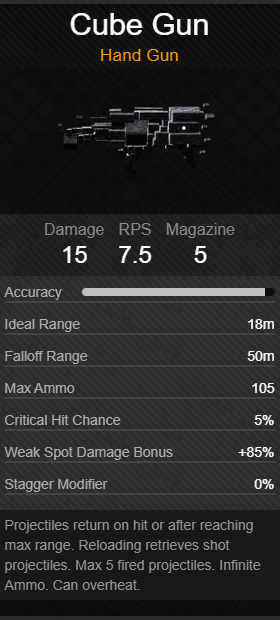 Cube Gun
Hand Gun
Damage RPS Magazine
15 7.5 5
Accuracy
Ideal Range 18m
Falloff Range 50m
Max Ammo 105
Critical Hit Chance 5%
Weak Spot Damage Bonus +85%
Stagger Modifier 0%
Projectiles return on hit or after reaching
max range. Reloading retrieves shot
projectiles. Max 5 fired projectiles. Infinite
Ammo. Can overheat.